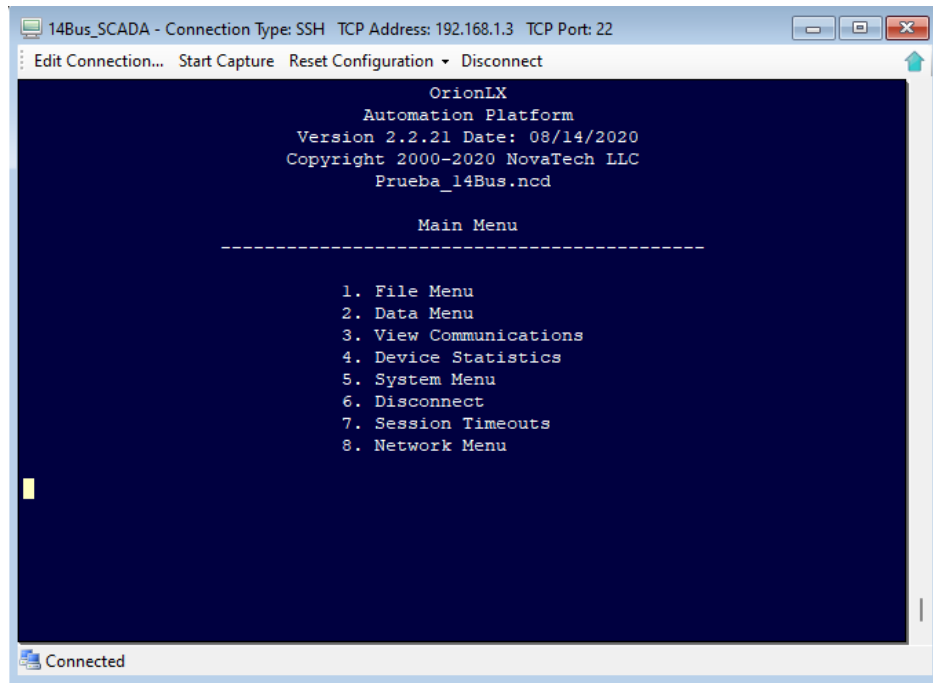 14Bus_SCADA - Connection Type: SSH TCP Address: 192.168.1.3 TCP Port: 22
Edit Connection... Start Capture Reset Configuration Disconnect
OrionLX
Automation Platform
Version 2.2.21 Date: 08/14/2020
Copyright 2000-2020 NovaTech LLC
Prueba_14Bus.ncd
Main Menu
--------------------------------------------
1. File Menu
2. Data Menu
3. View Communications
4. Device Statistics
5. System Menu
6. Disconnect
7. Session Timeouts
8. Network Menu
Connected